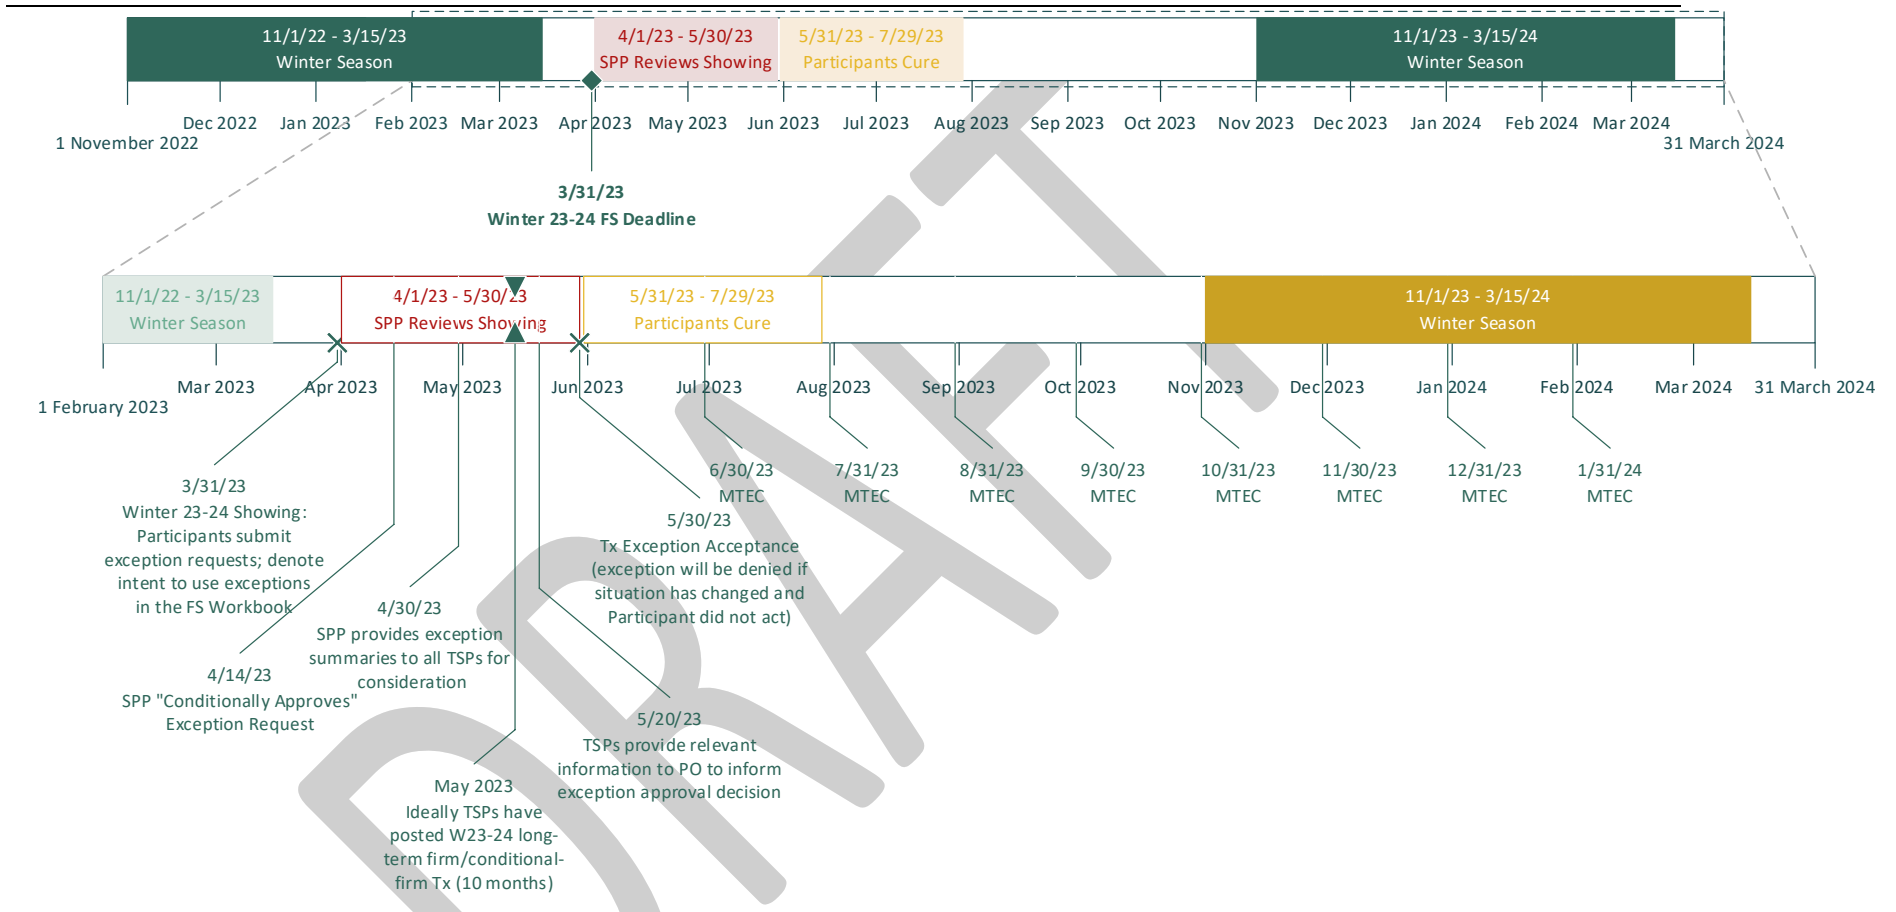 11/1/22 - 3/15/23
Winter Season
4/1/23 - 5/30/23
SPP Reviews Showing
5/31/23 - 7/29/23
Participants Cure
11/1/23 - 3/15/24
Winter Season
Dec 2022
Jan 2023
Feb 2023
Mar 2023
Apr 2023
May 2023
Jun 2023
Jul 2023
Aug 2023
Sep 2023
Oct 2023
Nov 2023
Dec 2023
Jan 2024
Feb 2024
Mar 2024
1 November 2022
31 March 2024
3/31/23
Winter 23-24 FS Deadline
11/1/22 - 3/15/23
Winter Season
4/1/23 - 5/30/23
SPP Reviews Showing
5/31/23 - 7/29/23
Participants Cure
11/1/23 - 3/15/24
Winter Season
Mar 2023
Apr 2023
May 2023
Jun 2023
Jul 2023
Aug 2023
Sep 2023
Oct 2023
Nov 2023
Dec 2023
Jan 2024
Feb 2024
Mar 2024
31 March 2024
1 February 2023
3/31/23
Winter 23-24 Showing:
Participants submit
exception requests; denote
intent to use exceptions
in the FS Workbook
4/14/23
SPP "Conditionally Approves"
Exception Request
4/30/23
SPP provides exception
summaries to all TSPs for
consideration
May 2023
Ideally TSPs have
posted W23-24 long-
term firm/conditional-
firm Tx (10 months)
5/20/23
TSPs provide relevant
information to PO to inform
exception approval decision
5/30/23
Tx Exception Acceptance
(exception will be denied if
situation has changed and
Participant did not act)
6/30/23
MTEC
7/31/23
MTEC
8/31/23
MTEC
9/30/23
MTEC
10/31/23
MTEC
11/30/23
MTEC
12/31/23
MTEC
1/31/24
MTEC
DRAFT